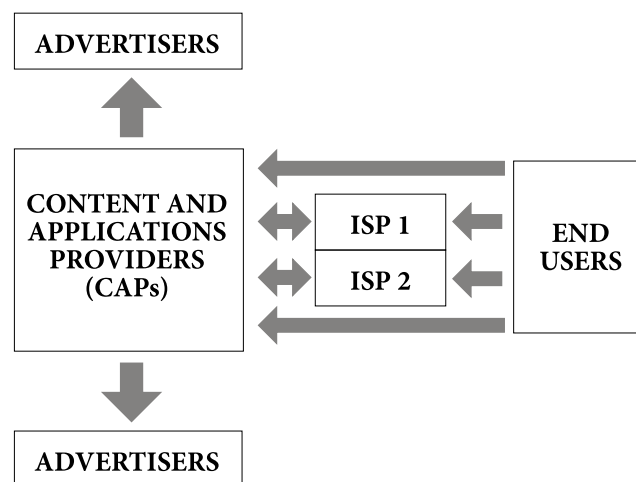 ADVERTISERS
CONTENT AND
APPLICATIONS
PROVIDERS
(CAPs)
ISP 1
ISP 2
END
USERS
ADVERTISERS